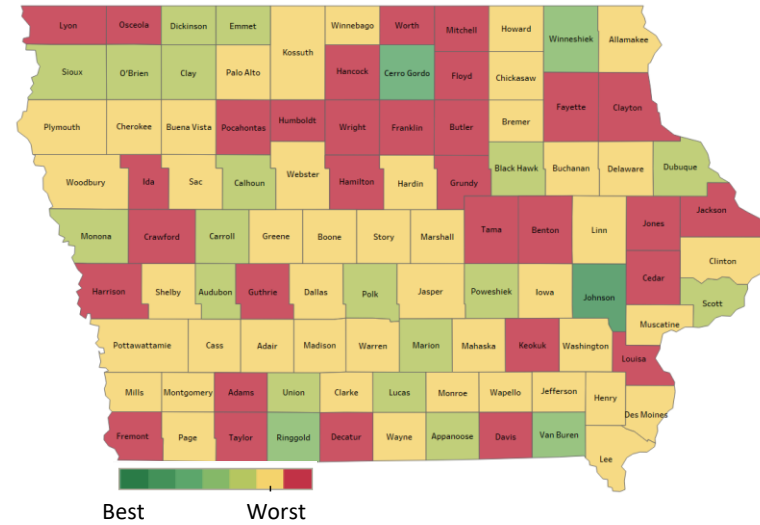 Lyon Osceola Dickinson Emmet Winnebago Worth Mitchell Howard Winneshiek Allamakee
Kossuth
Sioux O'Brien Clay Palo Alto Hancock Cerro Gordo Floyd Chickasaw
Fayette Clayton
Plymouth Cherokee Buena Vista Pocahontas Humboldt Wright Franklin Butler Bremer
Woodbury Ida Sac Calhoun Webster Hamilton Hardin Grundy Black Hawk Buchanan Delaware Dubuque
Monona Crawford Carroll Greene Boone Story Marshall Tama Benton Linn Jones Jackson
Clinton
Harrison Shelby Audubon Guthrie Dallas Polk Jasper Poweshiek Iowa Johnson Cedar Scott
Muscatine
Pottawattamie Cass Adair Madison Warren Marion Mahaska Keokuk Washington Louisa
Mills Montgomery Adams Union Clarke Lucas Monroe Wapello Jefferson Henry Des Moines
Fremont Page Taylor Ringgold Decatur Wayne Appanoose Davis Van Buren Lee
Best Worst